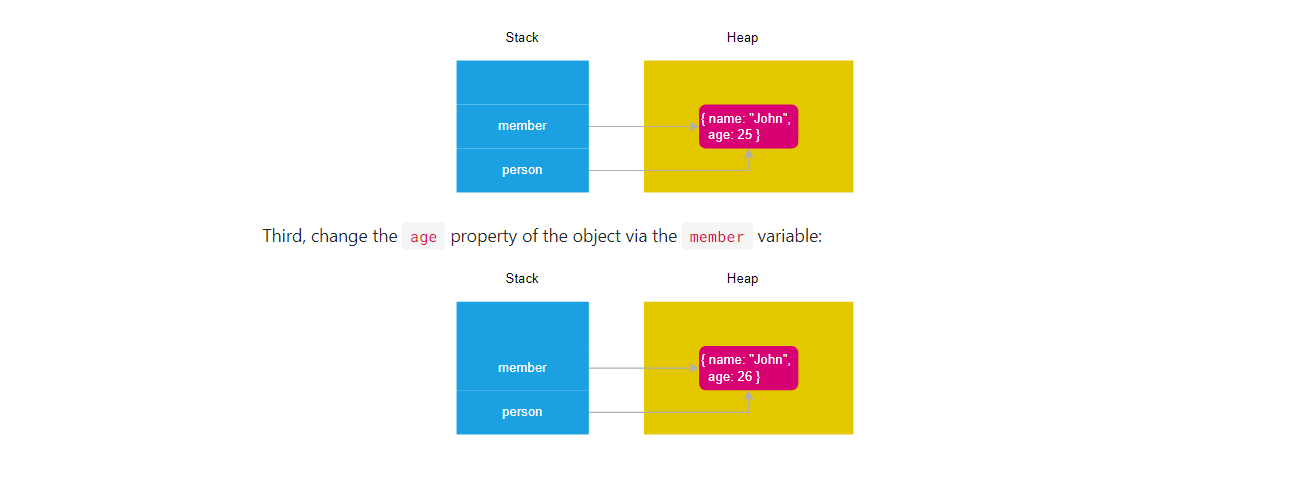 Stack Heap
member
{ name: "John",
age: 25 }
person
Third, change the age property of the object via the member variable:
Stack Heap
member
{ name: "John",
age: 26 }
person